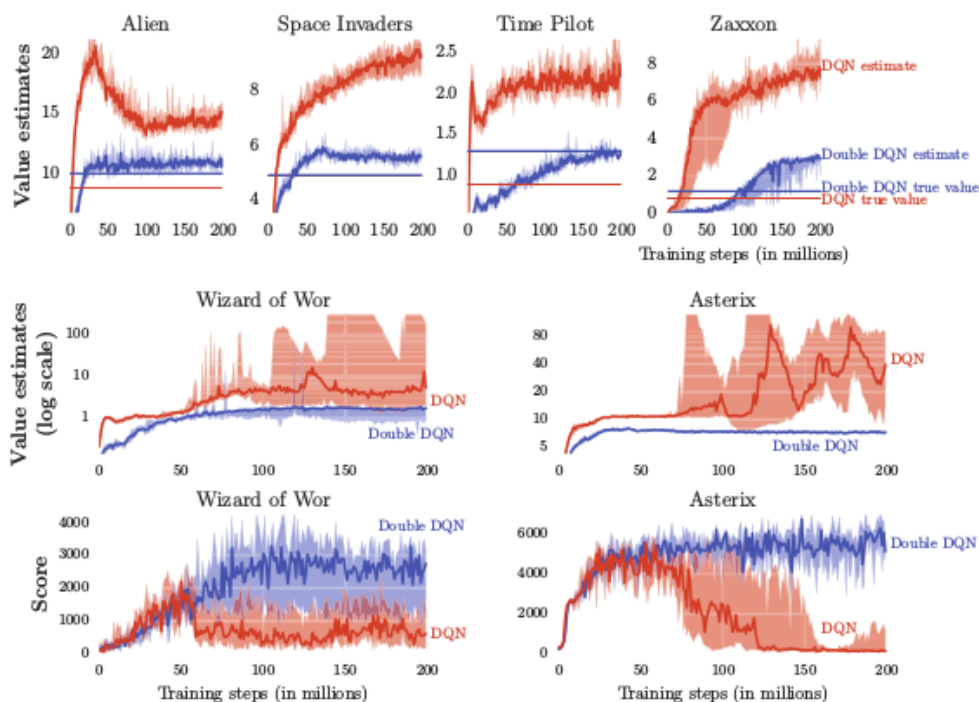 Alien
Space Invaders
Time Pilot
Zaxxon
Value estimates
20
15
10
0 50 100 150 200
8
6
4
0 50 100 150 200
2.5
2.0
1.5
1.0
0 50 100 150 200
8
6
4
2
0
0 50 100 150 200
DQN estimate
Double DQN estimate
Double DQN true value
DQN true value
Training steps (in millions)
Wizard of Wor
Asterix
Value estimates
(log scale)
100
10
1
0 50 100 150 200
DQN
Double DQN
80
40
20
10
5
0 50 100 150 200
DQN
Double DQN
Wizard of Wor
Asterix
Score
4000
3000
2000
1000
0
0 50 100 150 200
Double DQN
DQN
Training steps (in millions)
6000
4000
2000
0
0 50 100 150 200
Double DQN
DQN
Training steps (in millions)